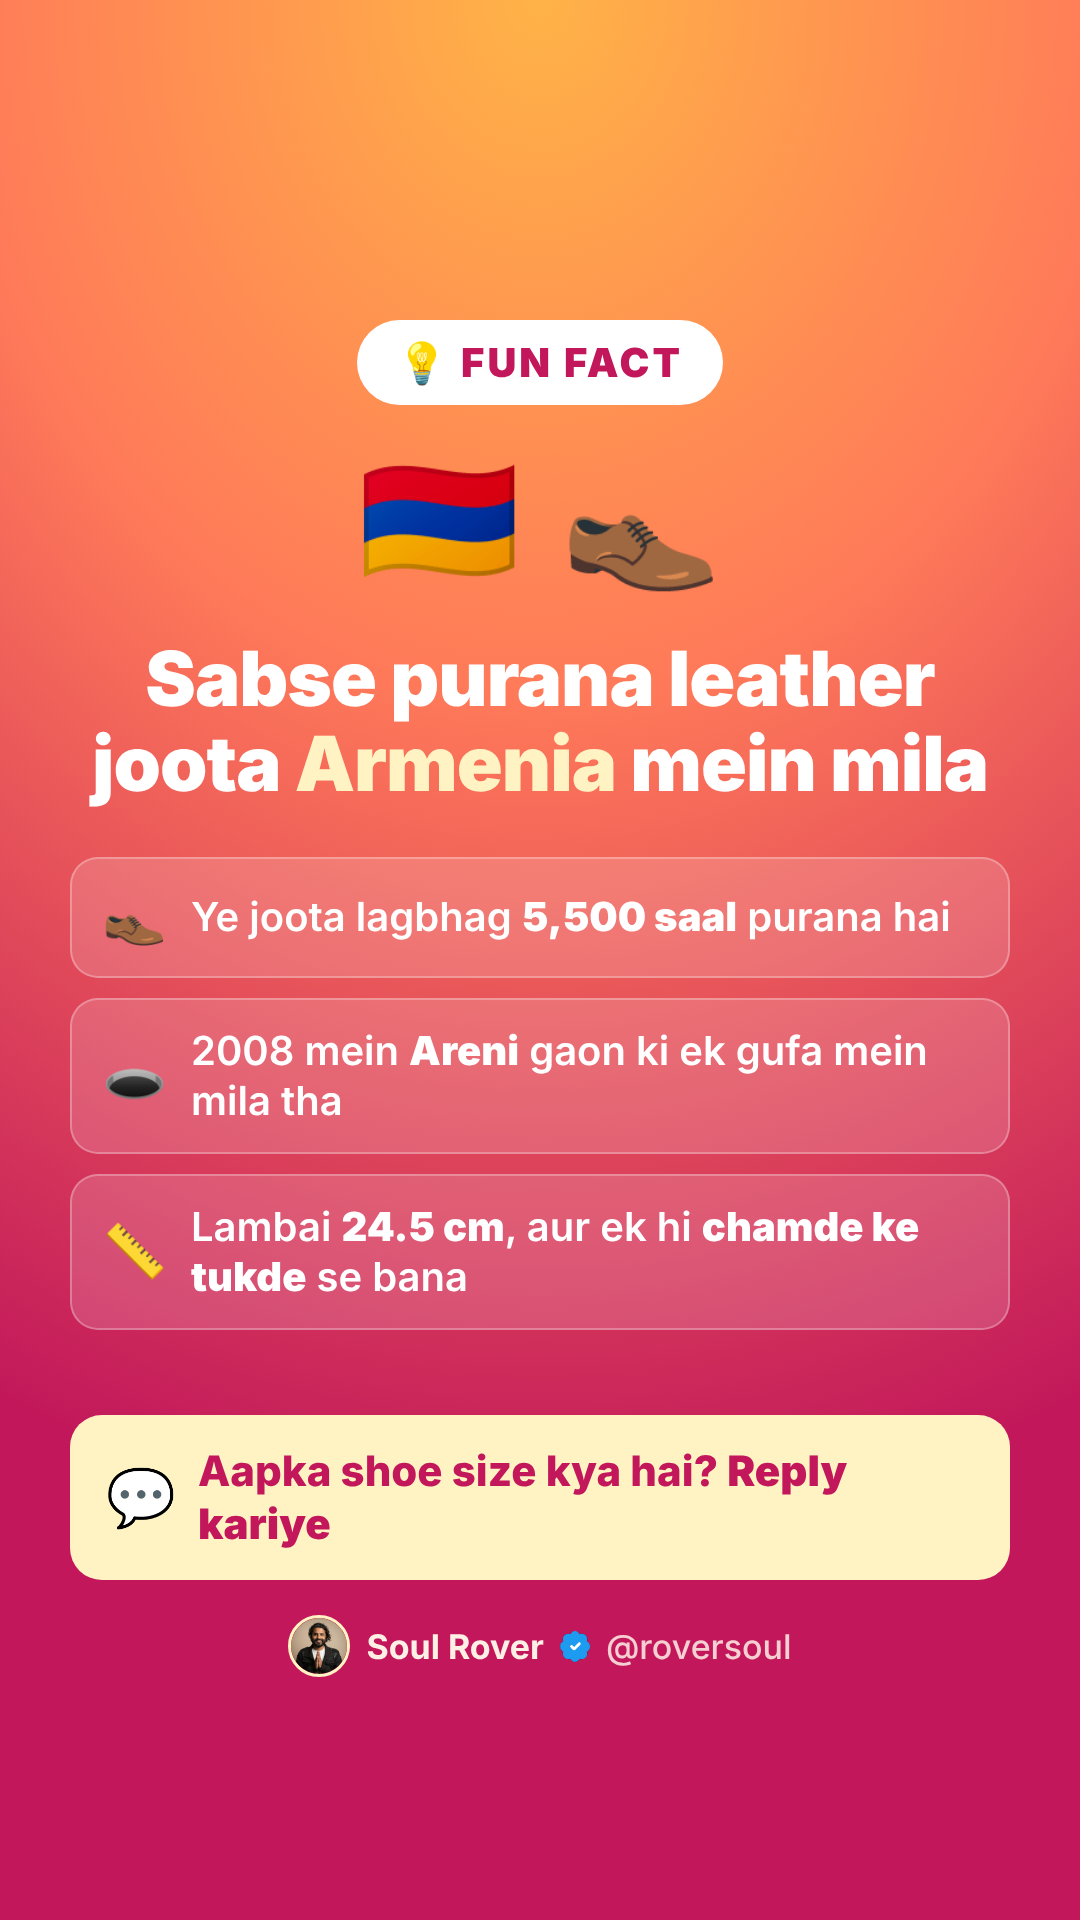 💡 FUN FACT
Sabse purana leather
joota Armenia mein mila
Ye joota lagbhag 5,500 saal purana hai
2008 mein Areni gaon ki ek gufa mein
mila tha
Lambai 24.5 cm, aur ek hi chamde ke
tukde se bana
Aapka shoe size kya hai? Reply
kariye
Soul Rover @roversoul